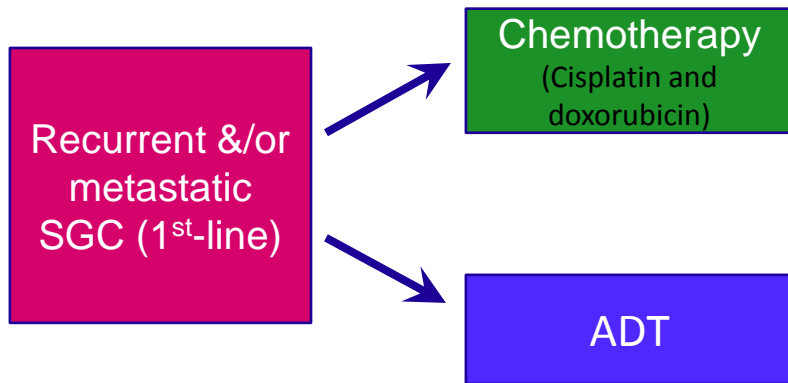 Recurrent &/or
metastatic
SGC (1st-line)
Chemotherapy
(Cisplatin and
doxorubicin)
ADT